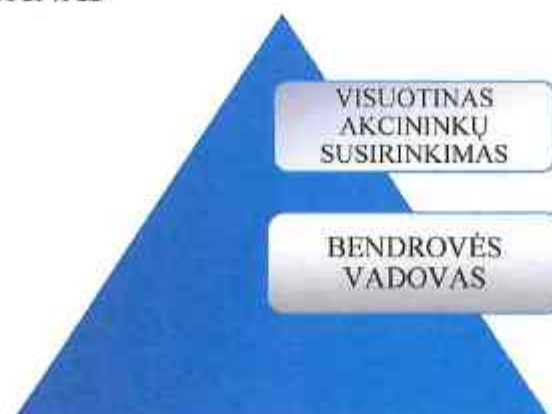 VISUOTINAS
AKCININKŲ
SUSIRINKIMAS
BENDROVĖS
VADOVAS